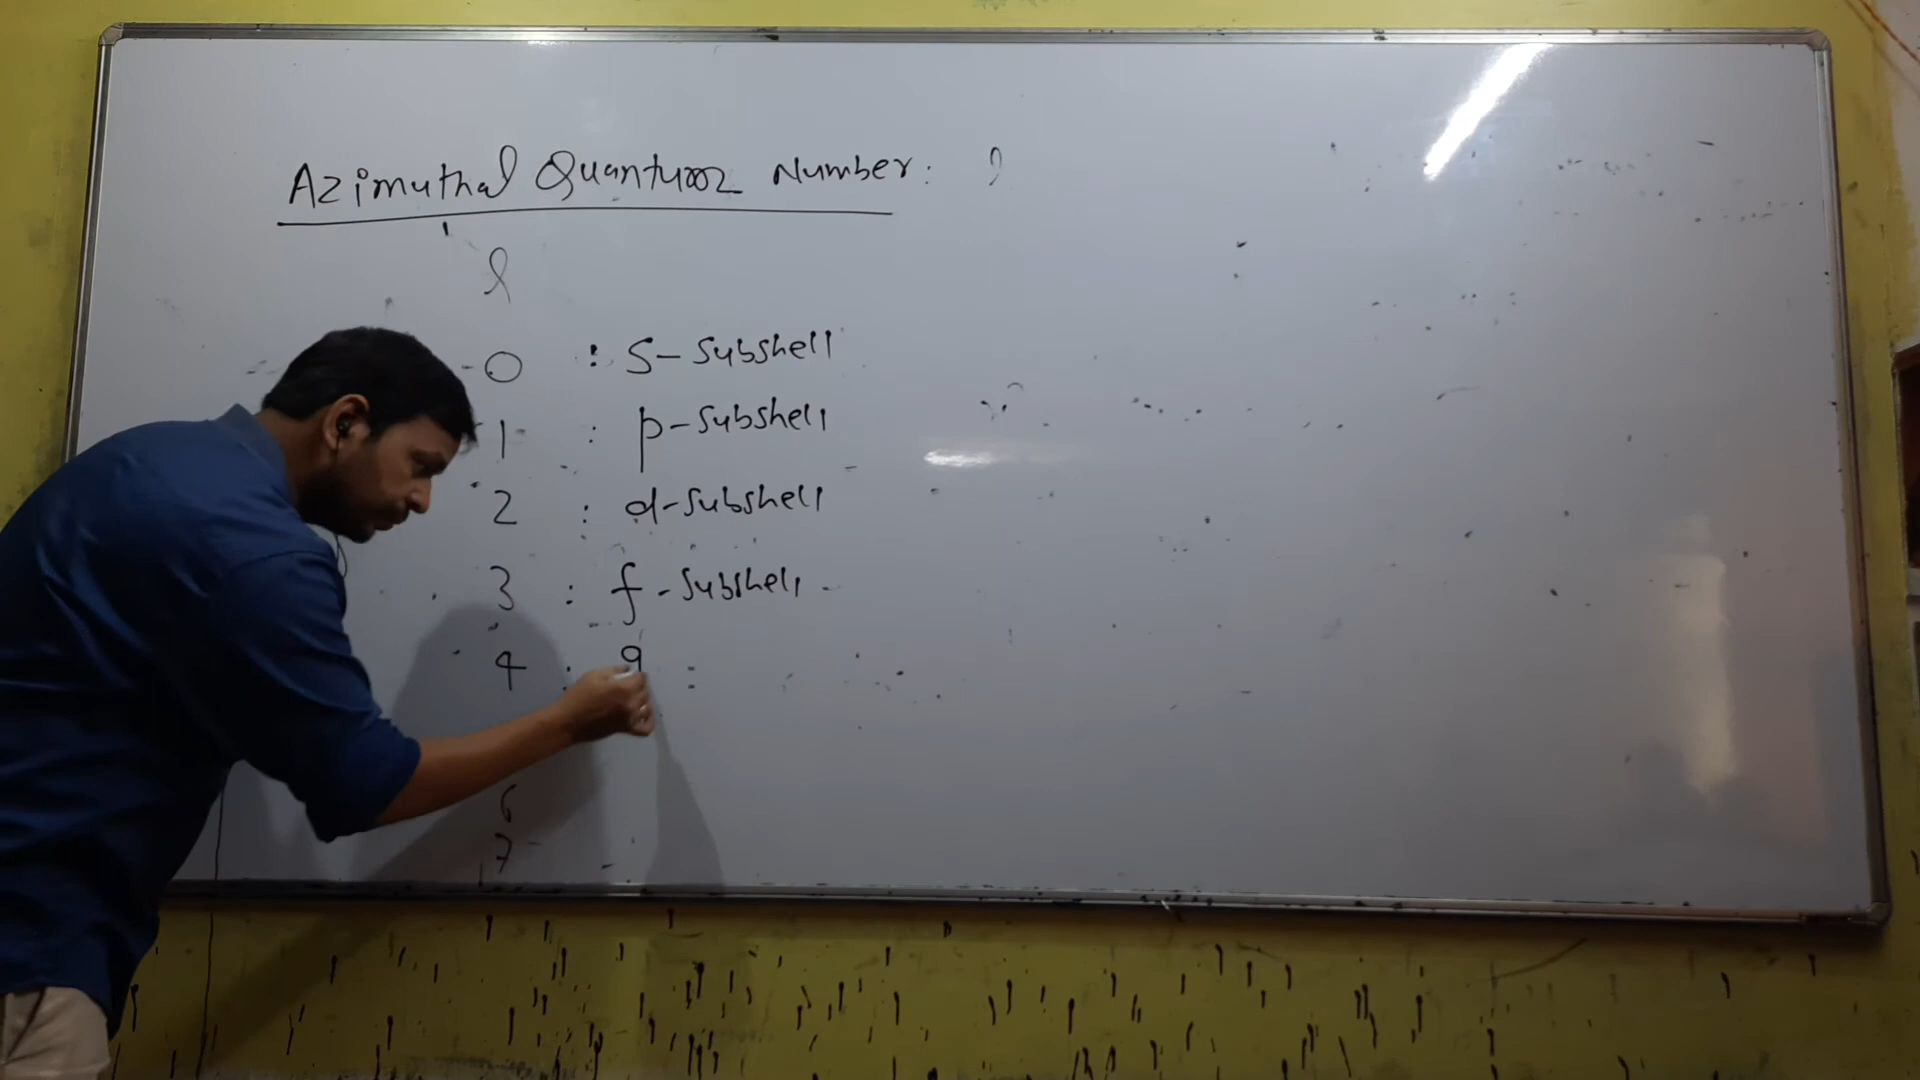 Azimuthal Quantum Number: l
l
0 : S-Subshell
1 : p-Subshell
2 : d-Subshell
3 : f-Subshell
4 : g
6
7